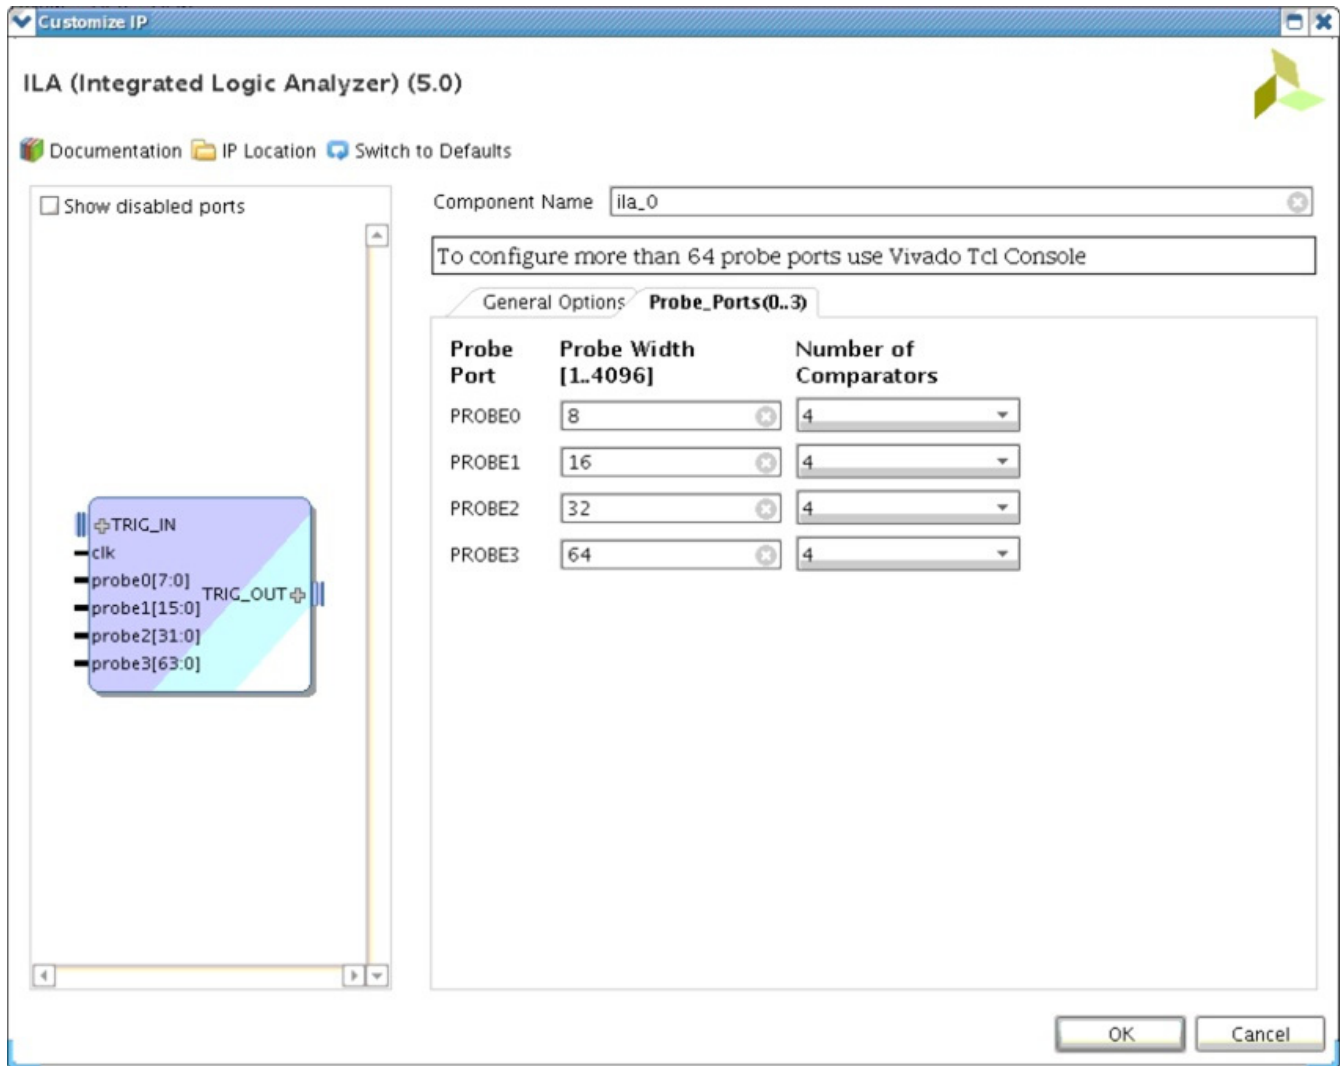 Customize IP
ILA (Integrated Logic Analyzer) (5.0)
Documentation IP Location Switch to Defaults
Show disabled ports
Component Name ila_0
To configure more than 64 probe ports use Vivado Tcl Console
General Options Probe_Ports(0..3)
Probe Port Probe Width [1..4096] Number of Comparators
PROBE0 8 4
PROBE1 16 4
PROBE2 32 4
PROBE3 64 4
TRIG_IN
clk
probe0[7:0]
TRIG_OUT
probe1[15:0]
probe2[31:0]
probe3[63:0]
OK Cancel